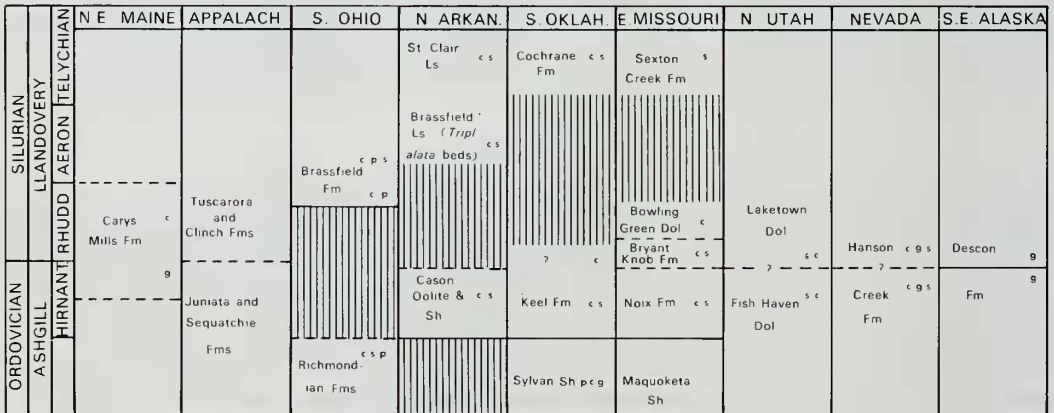 N E MAINE
APPALACH
S. OHIO
N ARKAN.
S. OKLAH.
E. MISSOURI
N UTAH
NEVADA
S.E. ALASKA
SILURIAN
ORDOVICIAN
LLANDOVERY
ASHGILL
TELYCHIAN
AERON
RHUDD
HIRNANT
Carys c
Mills Fm
g
Tuscarora
and
Clinch Fms
Juniata and
Sequatchie
Fms
c p s
Brassfield
Fm c p
c s p
Richmond-
ian Fms
St Clair
Ls c s
Brassfield
Ls (Tripl
alata beds) c s
Cason
Oolite & c s
Sh
Cochrane c s
Fm
? c
Keel Fm c s
Sylvan Sh p c g
Sexton s
Creek Fm
Bowling
Green Dol c
Bryant
Knob Fm c s
Noix Fm c s
Maquoketa
Sh
Laketown
Dol
s c
?
Fish Haven s c
Dol
Hanson c g s
?
Creek c g s
Fm
Descon g
g
Fm